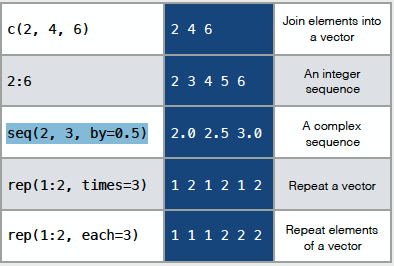 c(2, 4, 6) 2 4 6 Join elements into
a vector
2:6 2 3 4 5 6 An integer
sequence
seq(2, 3, by=0.5) 2.0 2.5 3.0 A complex
sequence
rep(1:2, times=3) 1 2 1 2 1 2 Repeat a vector
rep(1:2, each=3) 1 1 1 2 2 2 Repeat elements
of a vector